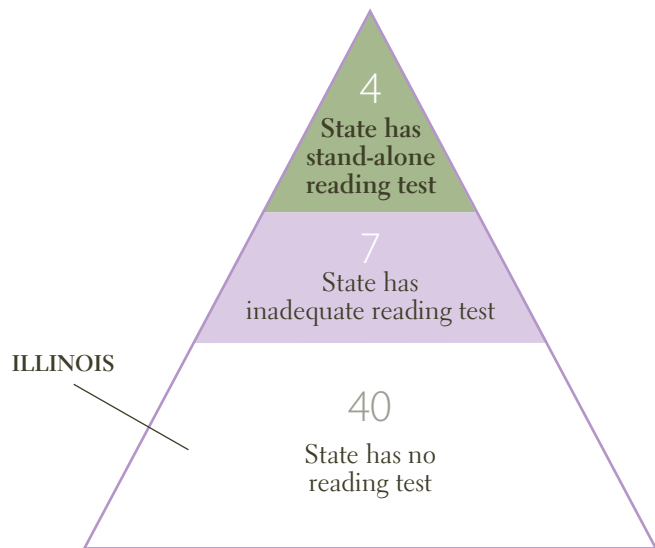 4
State has
stand-alone
reading test
7
State has
inadequate reading test
ILLINOIS
40
State has no
reading test